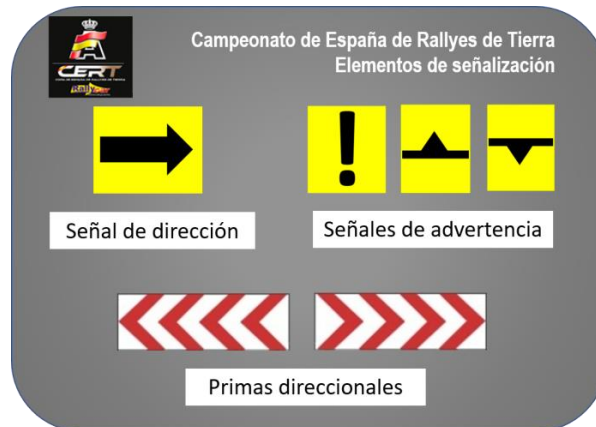 CERT
Campeonato de España de Rallyes de Tierra
Elementos de señalización
!
Señal de dirección
Señales de advertencia
Primas direccionales